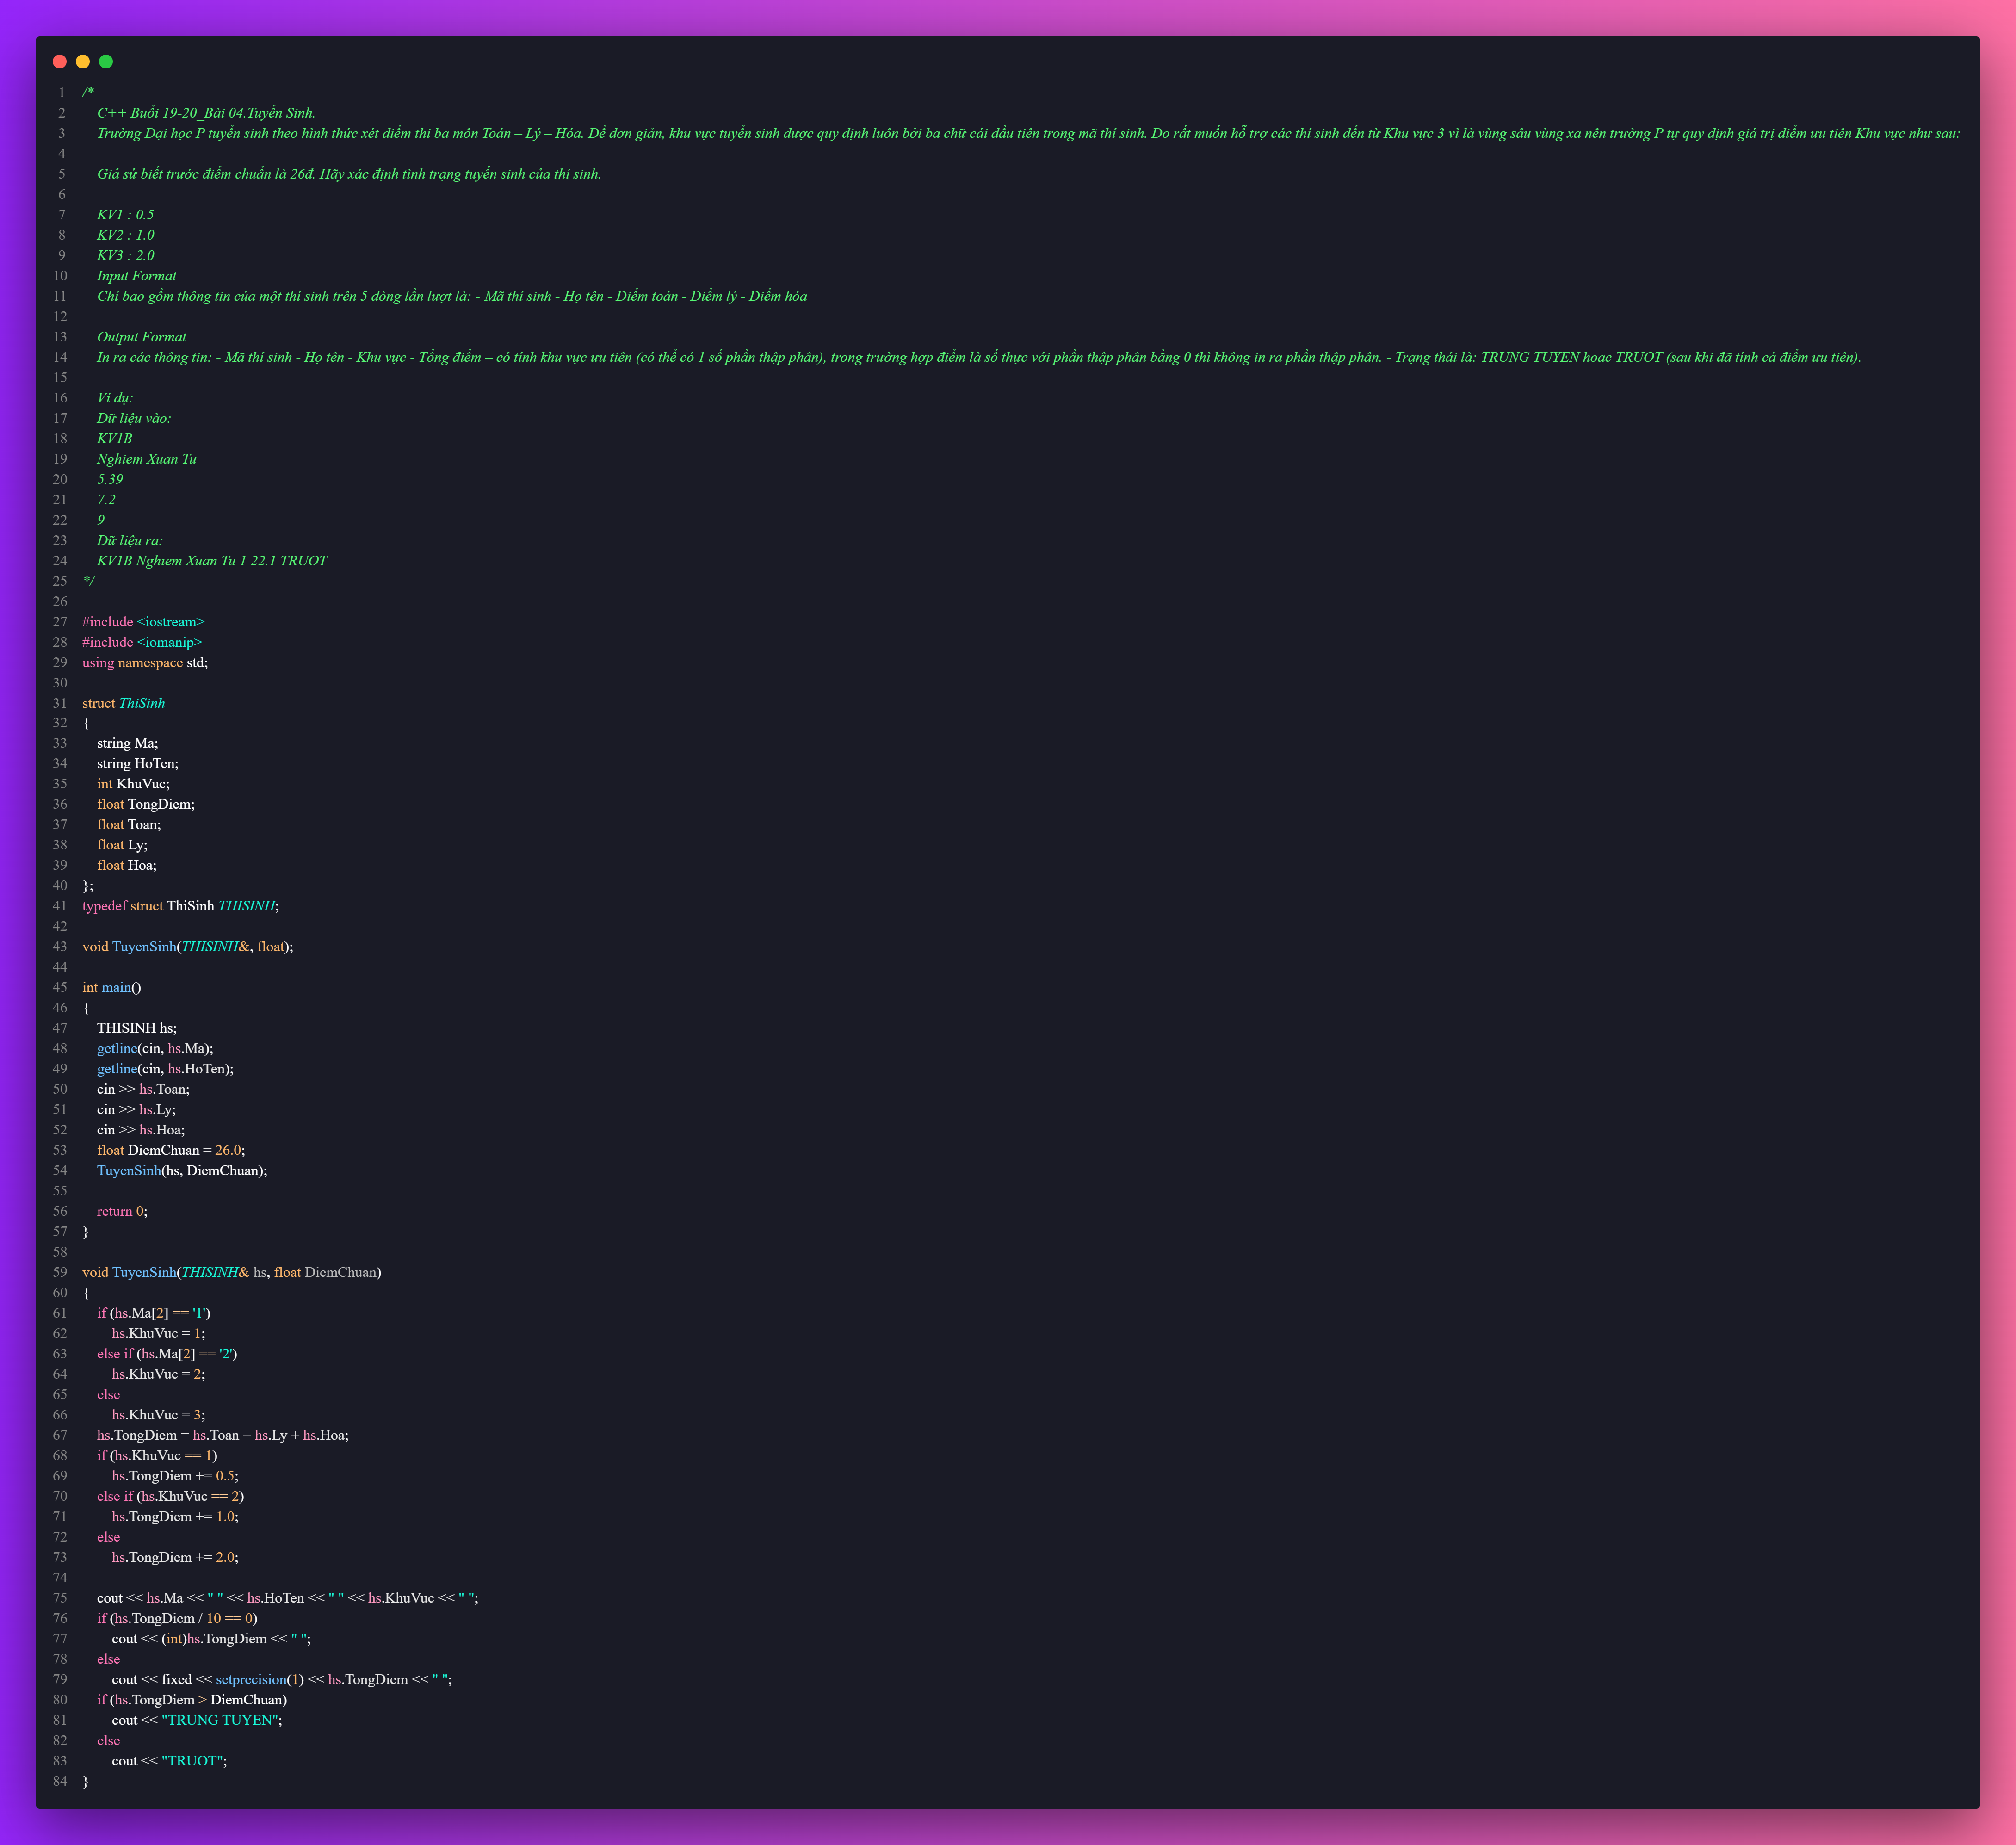 1 /*
2 C++ Buổi 19-20_Bài 04.Tuyển Sinh.
3 Trường Đại học P tuyển sinh theo hình thức xét điểm thi ba môn Toán – Lý – Hóa. Để đơn giản, khu vực tuyển sinh được quy định luôn bởi ba chữ cái đầu tiên trong mã thí sinh. Do rất muốn hỗ trợ các thí sinh đến từ Khu vực 3 vì là vùng sâu vùng xa nên trường P tự quy định giá trị điểm ưu tiên Khu vực như sau:
4
5 Giả sử biết trước điểm chuẩn là 26đ. Hãy xác định tình trạng tuyển sinh của thí sinh.
6
7 KV1 : 0.5
8 KV2 : 1.0
9 KV3 : 2.0
10 Input Format
11 Chỉ bao gồm thông tin của một thí sinh trên 5 dòng lần lượt là: - Mã thí sinh - Họ tên - Điểm toán - Điểm lý - Điểm hóa
12
13 Output Format
14 In ra các thông tin: - Mã thí sinh - Họ tên - Khu vực - Tổng điểm – có tính khu vực ưu tiên (có thể có 1 số phần thập phân), trong trường hợp điểm là số thực với phần thập phân bằng 0 thì không in ra phần thập phân. - Trạng thái là: TRUNG TUYEN hoac TRUOT (sau khi đã tính cả điểm ưu tiên).
15
16 Ví dụ:
17 Dữ liệu vào:
18 KV1B
19 Nghiem Xuan Tu
20 5.39
21 7.2
22 9
23 Dữ liệu ra:
24 KV1B Nghiem Xuan Tu 1 22.1 TRUOT
25 */
26
27 #include <iostream>
28 #include <iomanip>
29 using namespace std;
30
31 struct ThiSinh
32 {
33 string Ma;
34 string HoTen;
35 int KhuVuc;
36 float TongDiem;
37 float Toan;
38 float Ly;
39 float Hoa;
40 };
41 typedef struct ThiSinh THISINH;
42
43 void TuyenSinh(THISINH&, float);
44
45 int main()
46 {
47 THISINH hs;
48 getline(cin, hs.Ma);
49 getline(cin, hs.HoTen);
50 cin >> hs.Toan;
51 cin >> hs.Ly;
52 cin >> hs.Hoa;
53 float DiemChuan = 26.0;
54 TuyenSinh(hs, DiemChuan);
55
56 return 0;
57 }
58
59 void TuyenSinh(THISINH& hs, float DiemChuan)
60 {
61 if (hs.Ma[2] == '1')
62 hs.KhuVuc = 1;
63 else if (hs.Ma[2] == '2')
64 hs.KhuVuc = 2;
65 else
66 hs.KhuVuc = 3;
67 hs.TongDiem = hs.Toan + hs.Ly + hs.Hoa;
68 if (hs.KhuVuc == 1)
69 hs.TongDiem += 0.5;
70 else if (hs.KhuVuc == 2)
71 hs.TongDiem += 1.0;
72 else
73 hs.TongDiem += 2.0;
74
75 cout << hs.Ma << " " << hs.HoTen << " " << hs.KhuVuc << " ";
76 if (hs.TongDiem / 10 == 0)
77 cout << (int)hs.TongDiem << " ";
78 else
79 cout << fixed << setprecision(1) << hs.TongDiem << " ";
80 if (hs.TongDiem > DiemChuan)
81 cout << "TRUNG TUYEN";
82 else
83 cout << "TRUOT";
84 }